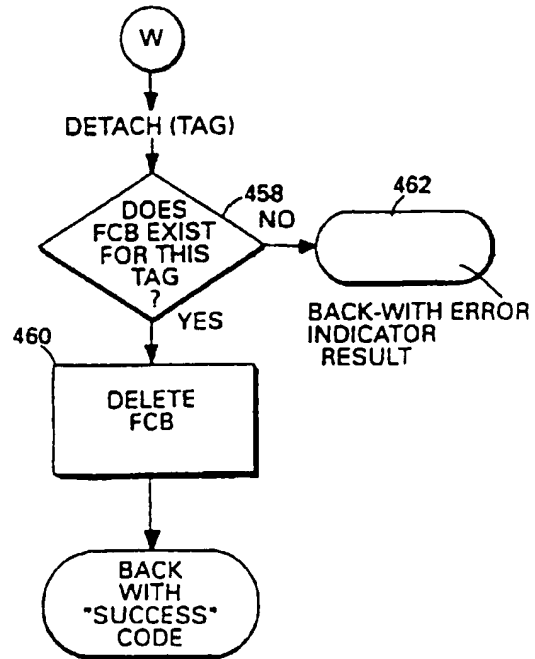 W
DETACH (TAG)
458
DOES
FCB EXIST
FOR THIS
TAG
?
NO
462
BACK-WITH ERROR
INDICATOR
RESULT
YES
460
DELETE
FCB
BACK
WITH
"SUCCESS"
CODE